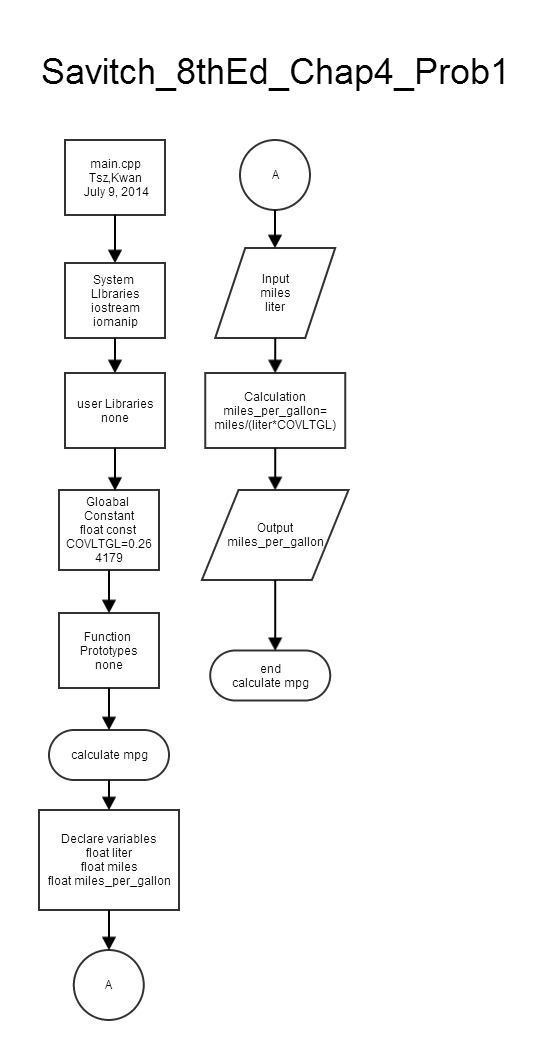 Savitch_8thEd_Chap4_Prob1
main.cpp
Tsz,Kwan
July 9, 2014
System
LIbraries
iostream
iomanip
user Libraries
none
Gloabal
Constant
float const
COVLTGL=0.26
4179
Function
Prototypes
none
calculate mpg
Declare variables
float liter
float miles
float miles_per_gallon
A
A
Input
miles
liter
Calculation
miles_per_gallon=
miles/(liter*COVLTGL)
Output
miles_per_gallon
end
calculate mpg